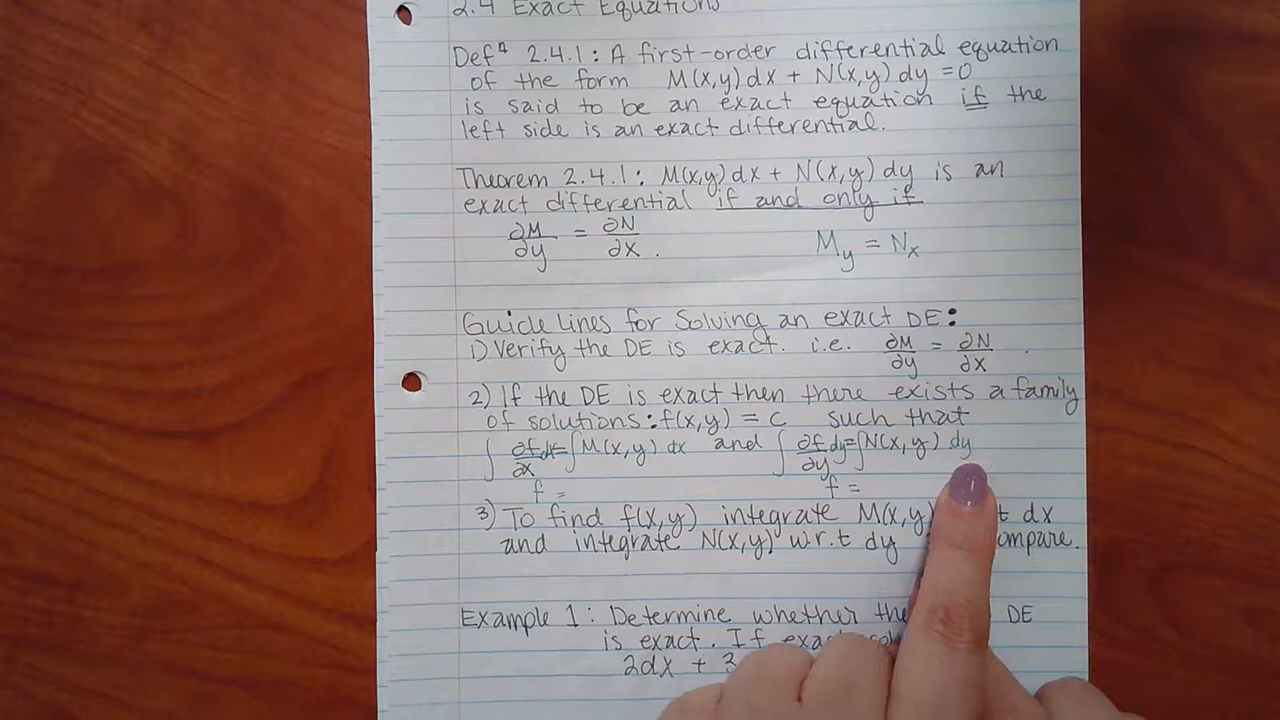 2.4 Exact Equations
Defⁿ 2.4.1: A first-order differential equation
of the form M(x,y)dx + N(x,y)dy =0
is said to be an exact equation if the
left side is an exact differential.
Theorem 2.4.1: M(x,y)dx + N(x,y)dy is an
exact differential if and only if
∂M/∂y = ∂N/∂x. My = Nx
Guidelines for Solving an exact DE:
1) Verify the DE is exact. i.e. ∂M/∂y = ∂N/∂x.
2) If the DE is exact then there exists a family
of solutions: f(x,y) = c such that
∫ ∂f/∂x dx = ∫M(x,y) dx and ∫ ∂f/∂y dy = ∫N(x,y) dy
f = f =
3) To find f(x,y) integrate M(x,y) dx
and integrate N(x,y) w.r.t dy
Example 1: Determine whether the DE
is exact. If
2dx + 3